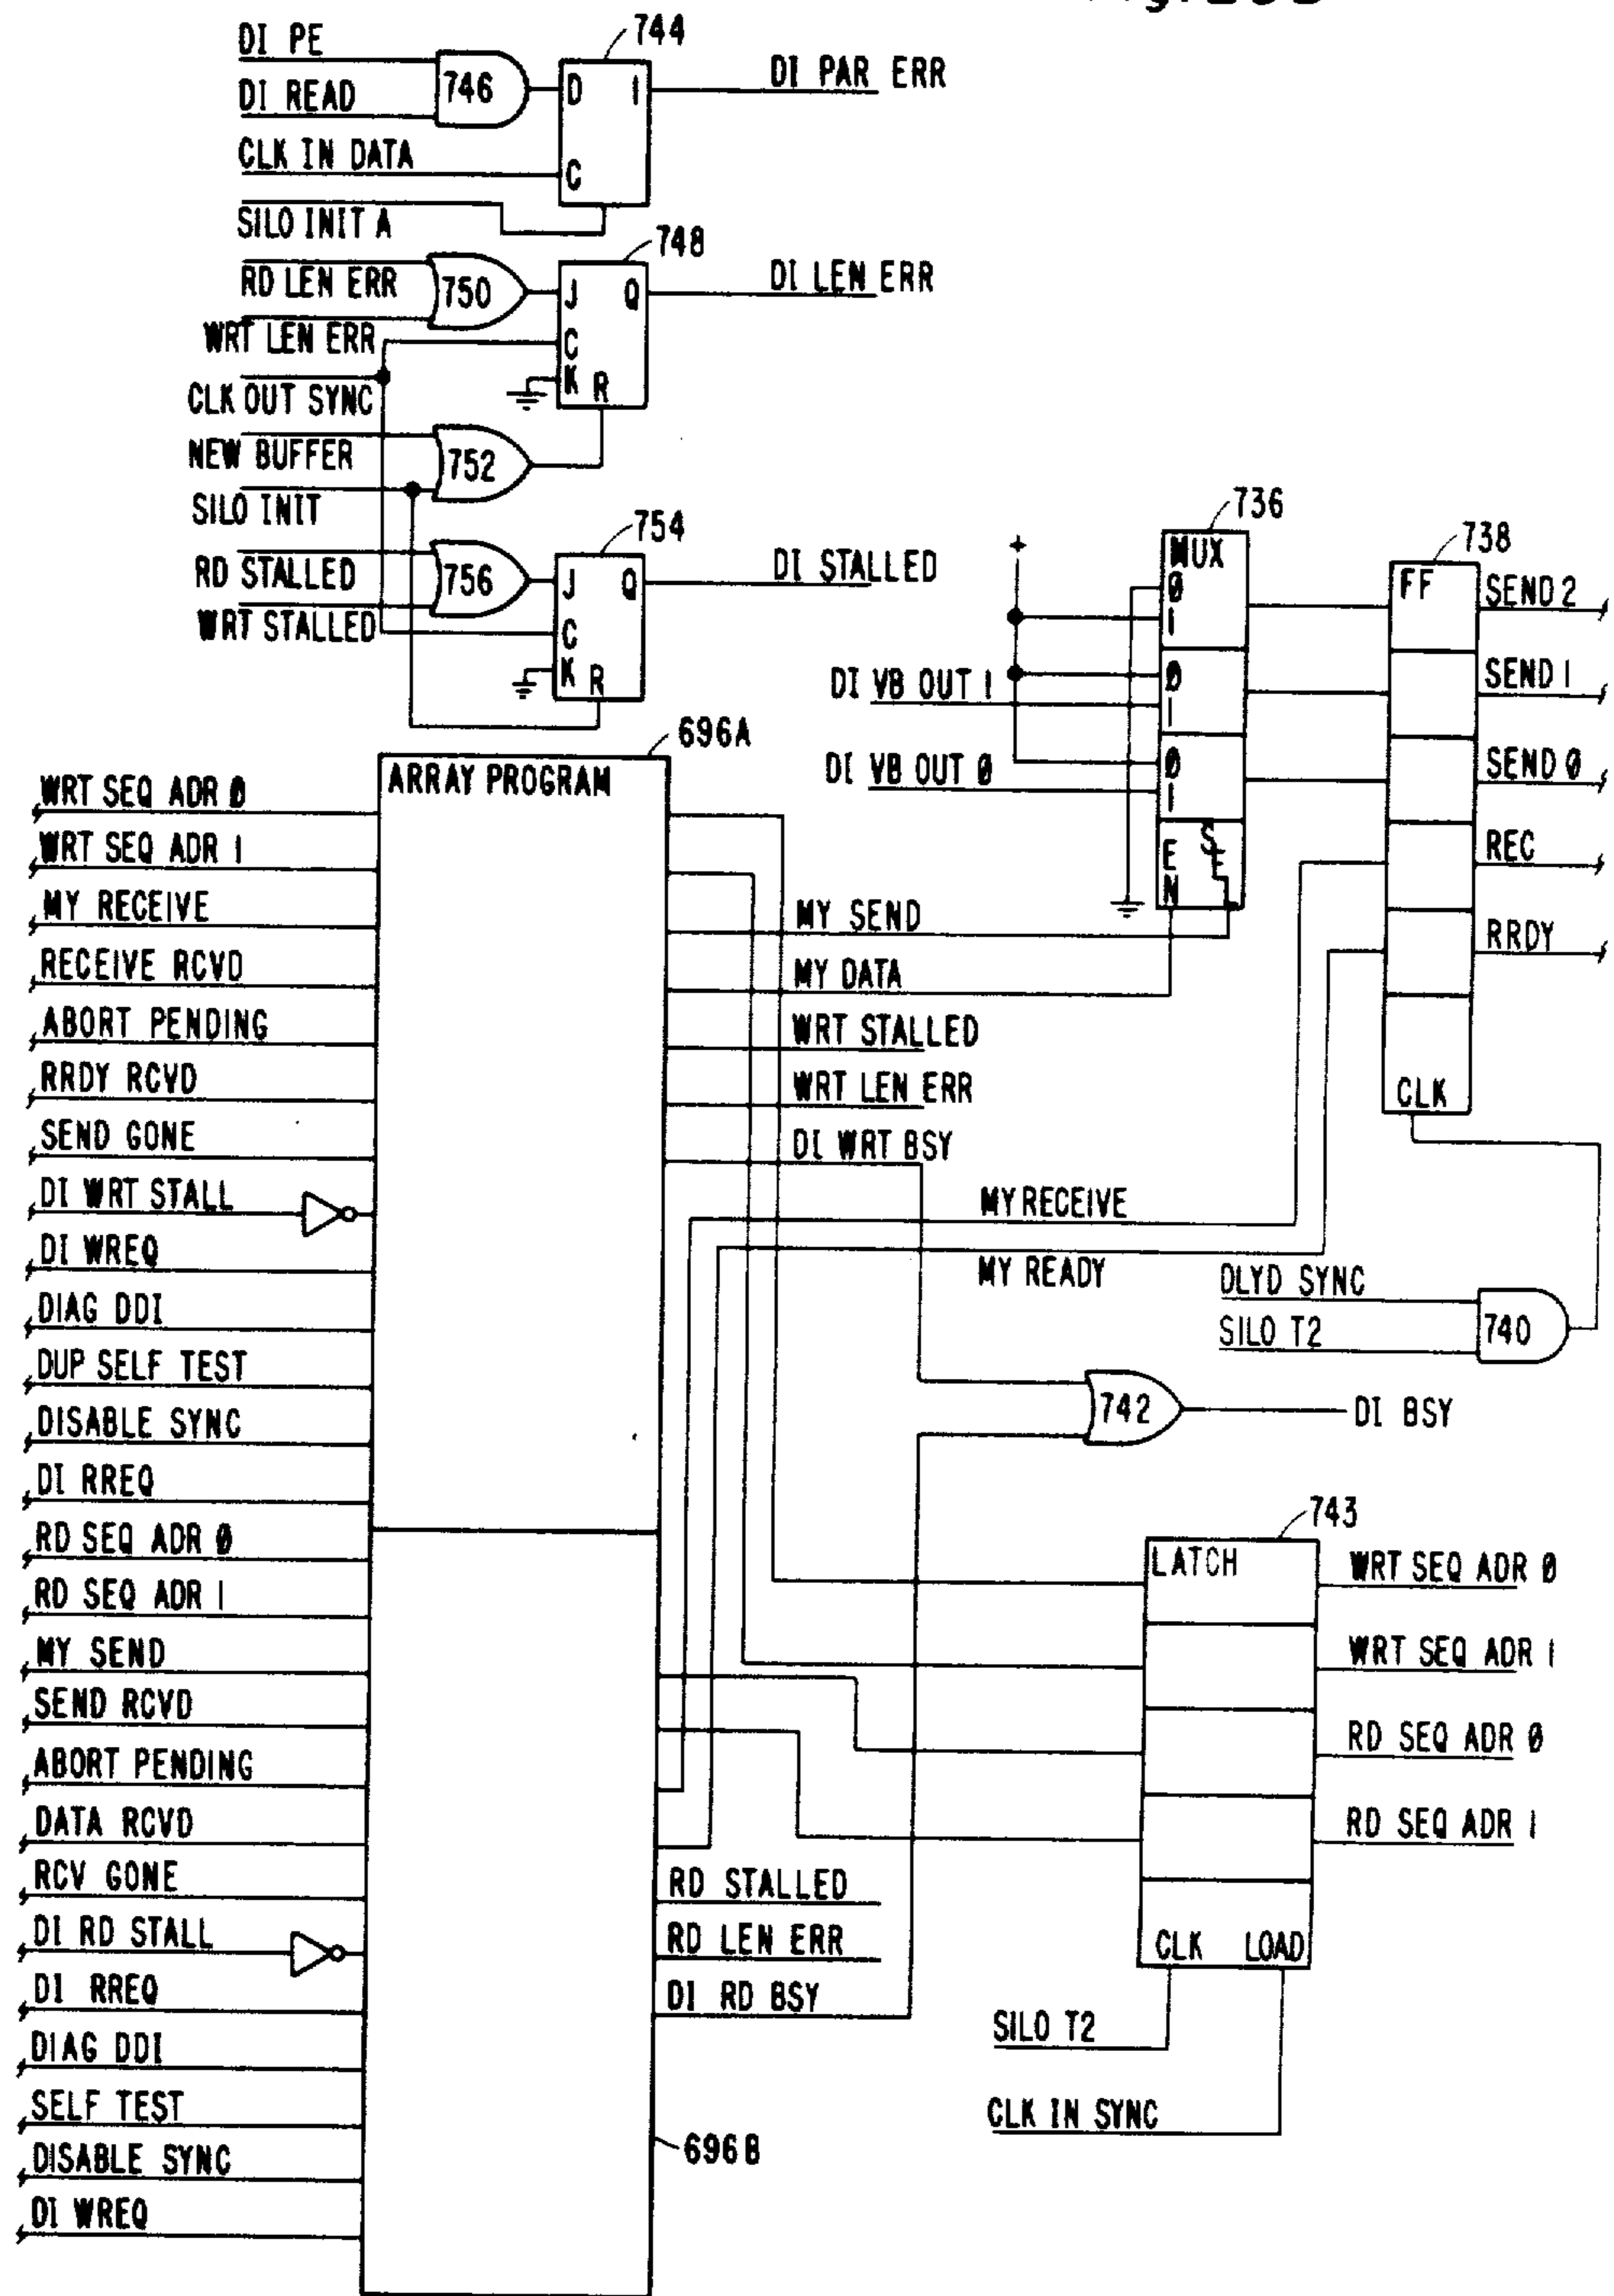 DI PE
DI READ
746
744
D
I
C
DI PAR ERR
CLK IN DATA
SILO INIT A
RD LEN ERR
750
748
J
Q
C
K
R
DI LEN ERR
WRT LEN ERR
CLK OUT SYNC
NEW BUFFER
752
SILO INIT
RD STALLED
756
754
J
Q
C
K
R
DI STALLED
WRT STALLED
736
MUX
0
1
0
1
0
1
EN
SEL
+
DI VB OUT 1
DI VB OUT 0
738
FF
SEND 2
SEND 1
SEND 0
REC
RRDY
CLK
696A
ARRAY PROGRAM
WRT SEQ ADR 0
WRT SEQ ADR 1
MY RECEIVE
RECEIVE RCVD
ABORT PENDING
RRDY RCVD
SEND GONE
DI WRT STALL
DI WREQ
DIAG DDI
DUP SELF TEST
DISABLE SYNC
DI RREQ
RD SEQ ADR 0
RD SEQ ADR 1
MY SEND
SEND RCVD
ABORT PENDING
DATA RCVD
RCV GONE
DI RD STALL
DI RREQ
DIAG DDI
SELF TEST
DISABLE SYNC
DI WREQ
MY SEND
MY DATA
WRT STALLED
WRT LEN ERR
DI WRT BSY
MY RECEIVE
MY READY
DLYD SYNC
SILO T2
740
742
DI BSY
743
LATCH
WRT SEQ ADR 0
WRT SEQ ADR 1
RD SEQ ADR 0
RD SEQ ADR 1
CLK LOAD
SILO T2
CLK IN SYNC
RD STALLED
RD LEN ERR
DI RD BSY
696B